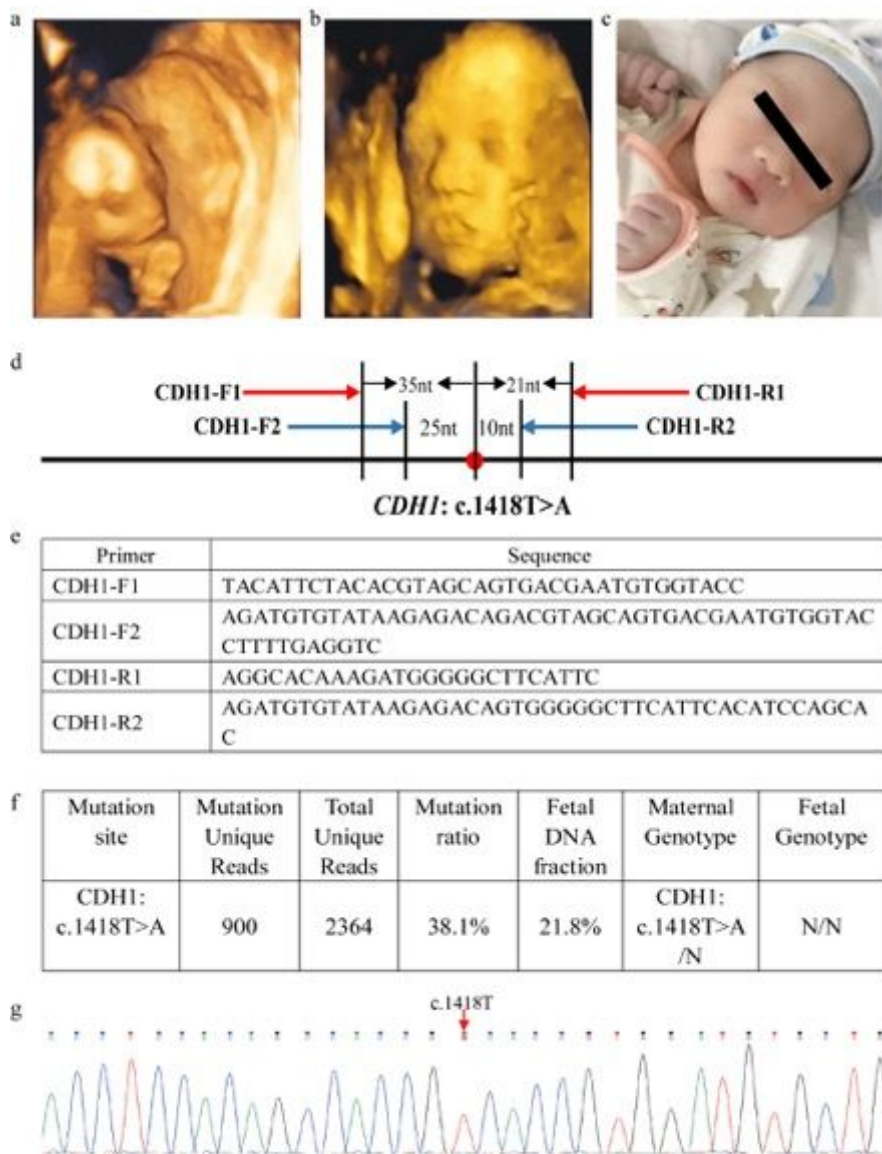 a
b
c
d
CDH1-F1
35nt
21nt
CDH1-R1
CDH1-F2
25nt
10nt
CDH1-R2
CDH1: c.1418T>A
e
Primer
Sequence
CDH1-F1
TACATTCTACACGTAGCAGTGACGAATGTGGTACC
CDH1-F2
AGATGTGTATAAGAGACAGACGTAGCAGTGACGAATGTGGTAC
CTTTTGAGGTC
CDH1-R1
AGGCACAAAGATGGGGGCTTCATTC
CDH1-R2
AGATGTGTATAAGAGACAGTGGGGGCTTCATTCACATCCAGCA
C
f
Mutation
site
Mutation
Unique
Reads
Total
Unique
Reads
Mutation
ratio
Fetal
DNA
fraction
Maternal
Genotype
Fetal
Genotype
CDH1:
c.1418T>A
900
2364
38.1%
21.8%
CDH1:
c.1418T>A
/N
N/N
g
c.1418T